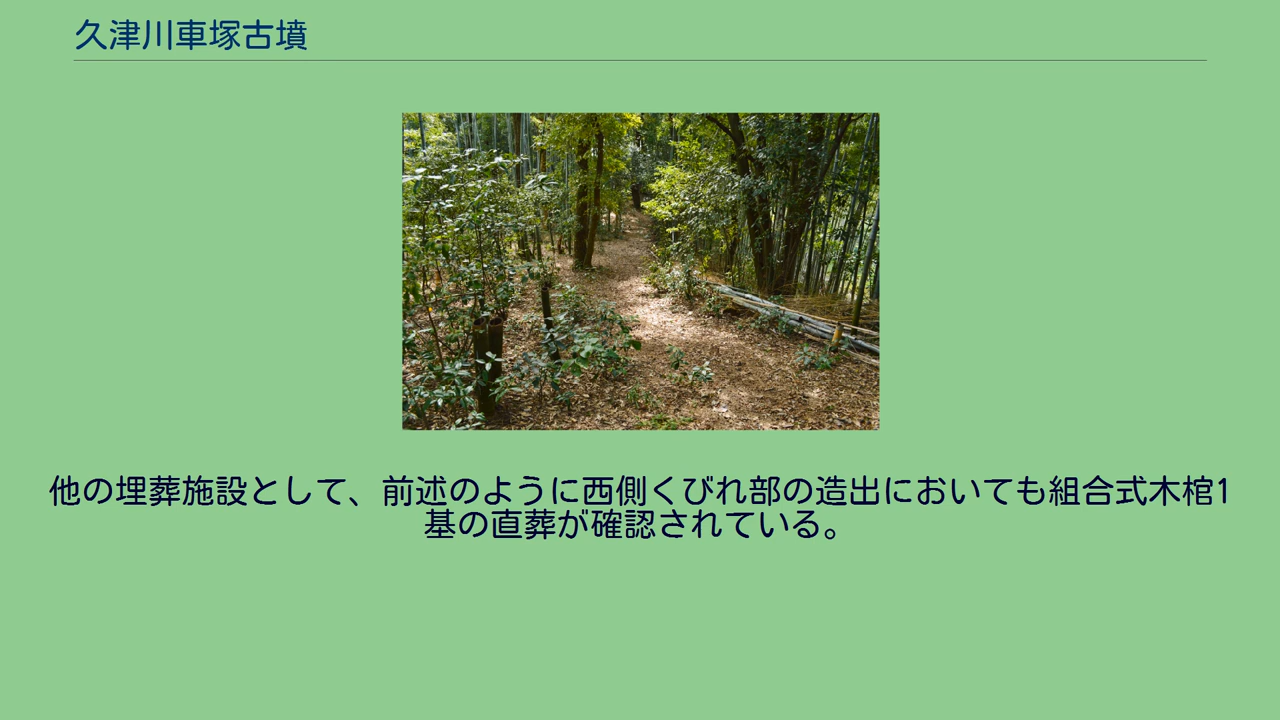 久津川車塚古墳
他の埋葬施設として、前述のように西側くびれ部の造出においても組合式木棺1
基の直葬が確認されている。